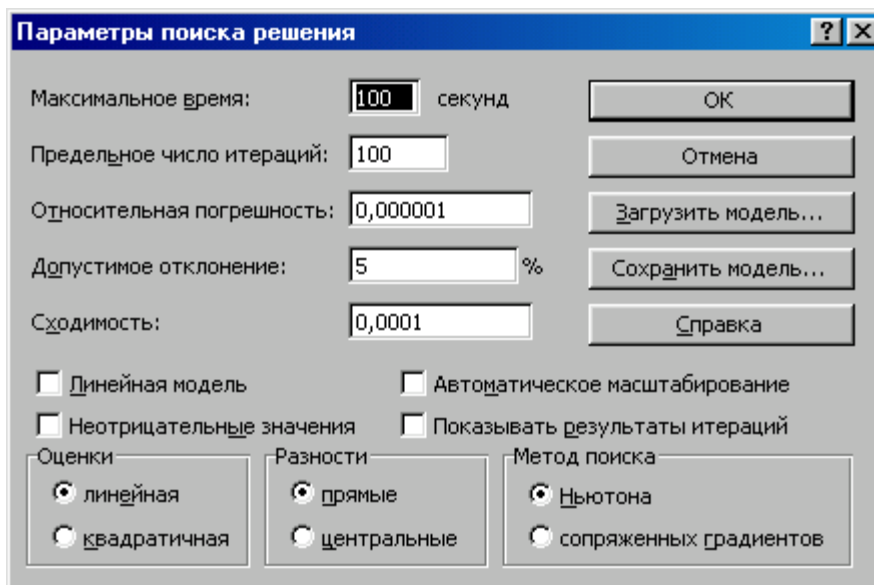 Параметры поиска решения
Максимальное время: 100 секунд OK
Предельное число итераций: 100 Отмена
Относительная погрешность: 0,000001 Загрузить модель...
Допустимое отклонение: 5 % Сохранить модель...
Сходимость: 0,0001 Справка
Линейная модель Автоматическое масштабирование
Неотрицательные значения Показывать результаты итераций
Оценки Разности Метод поиска
линейная прямые Ньютона
квадратичная центральные сопряженных градиентов